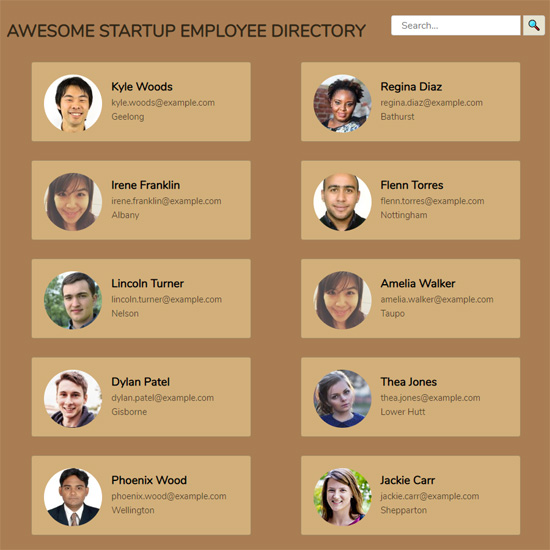 AWESOME STARTUP EMPLOYEE DIRECTORY
Search...
Kyle Woods
kyle.woods@example.com
Geelong
Regina Diaz
regina.diaz@example.com
Bathurst
Irene Franklin
irene.franklin@example.com
Albany
Flenn Torres
flenn.torres@example.com
Nottingham
Lincoln Turner
lincoln.turner@example.com
Nelson
Amelia Walker
amelia.walker@example.com
Taupo
Dylan Patel
dylan.patel@example.com
Gisborne
Thea Jones
thea.jones@example.com
Lower Hutt
Phoenix Wood
phoenix.wood@example.com
Wellington
Jackie Carr
jackie.carr@example.com
Shepparton